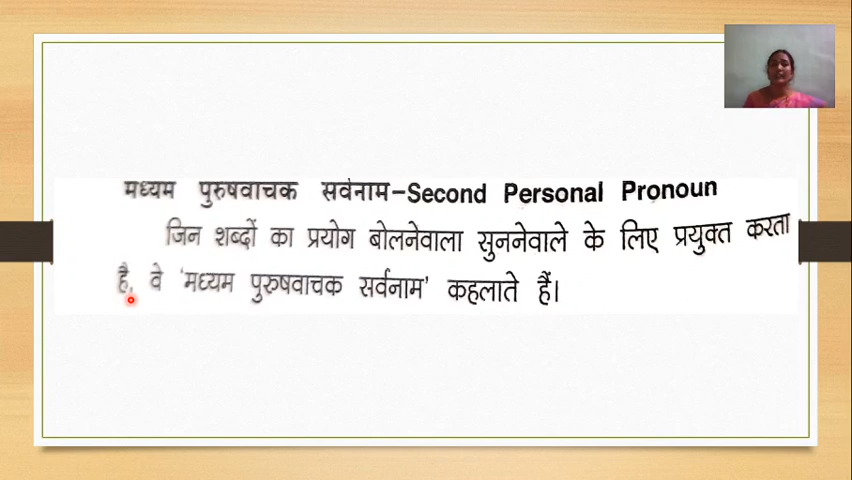 मध्यम पुरुषवाचक सर्वनाम–Second Personal Pronoun
जिन शब्दों का प्रयोग बोलनेवाला सुननेवाले के लिए प्रयुक्त करता
है, वे ‘मध्यम पुरुषवाचक सर्वनाम’ कहलाते हैं।